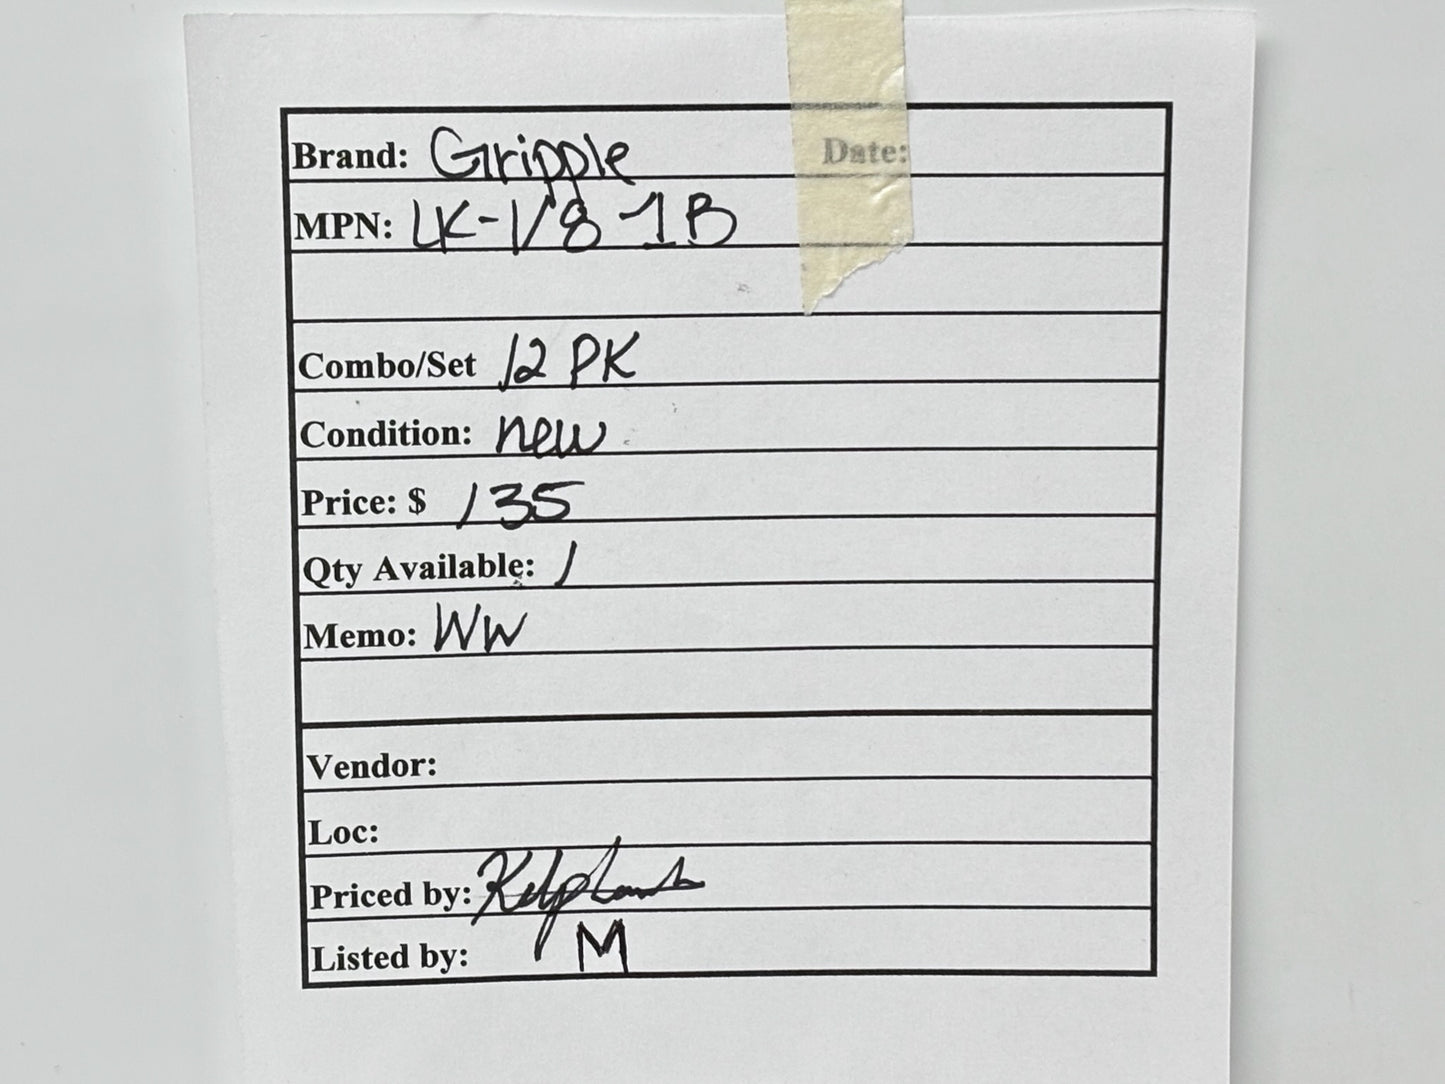 Brand: Gripple Date:
MPN: LK-1/8-1B
Combo/Set 12 PK
Condition: new
Price: $ 135
Qty Available: 1
Memo: WW
Vendor:
Loc:
Priced by:
Listed by: M